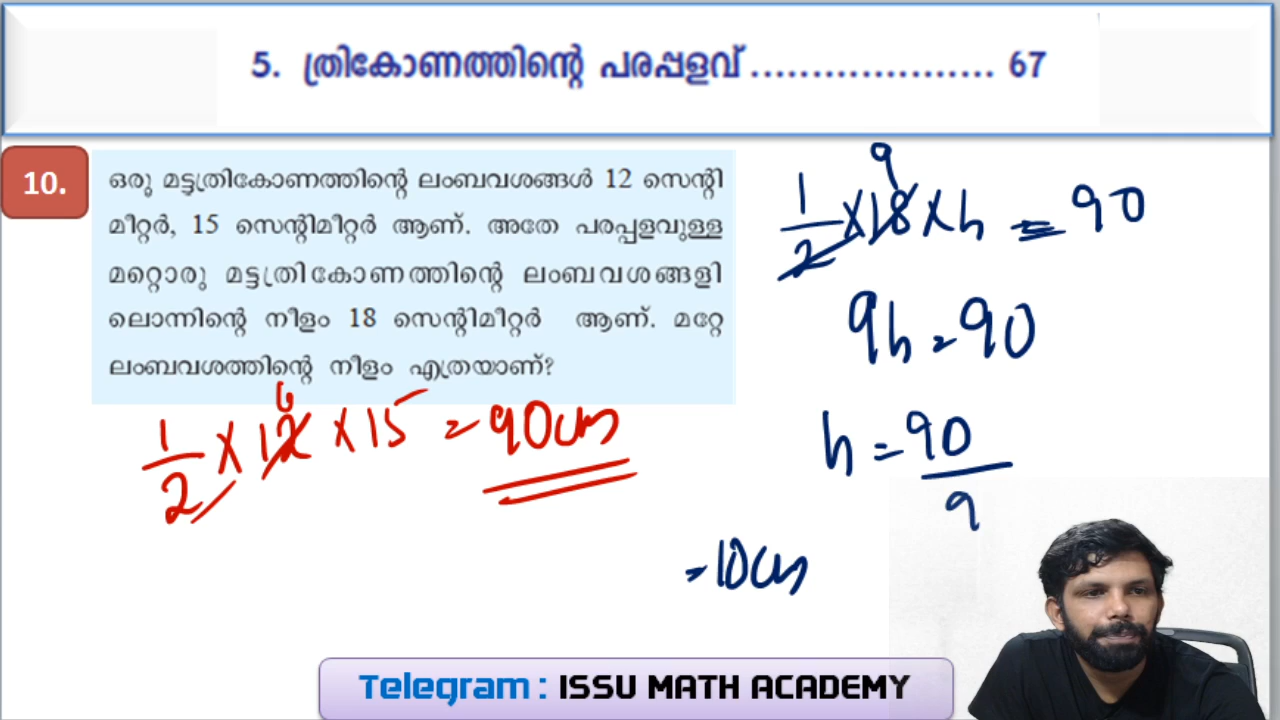 5. ത്രികോണത്തിന്റെ പരപ്പളവ് ..................... 67
10.
ഒരു മട്ടത്രികോണത്തിന്റെ ലംബവശങ്ങൾ 12 സെന്റി
മീറ്റർ, 15 സെന്റിമീറ്റർ ആണ്. അതേ പരപ്പളവുള്ള
മറ്റൊരു മട്ടത്രികോണത്തിന്റെ ലംബവശങ്ങളി
ലൊന്നിന്റെ നീളം 18 സെന്റിമീറ്റർ ആണ്. മറ്റേ
ലംബവശത്തിന്റെ നീളം എത്രയാണ്?
1/2 × 12 × 15 = 90cm
6
9
1/2 × 18 × h = 90
9h = 90
h = 90/9
= 10cm
Telegram : ISSU MATH ACADEMY